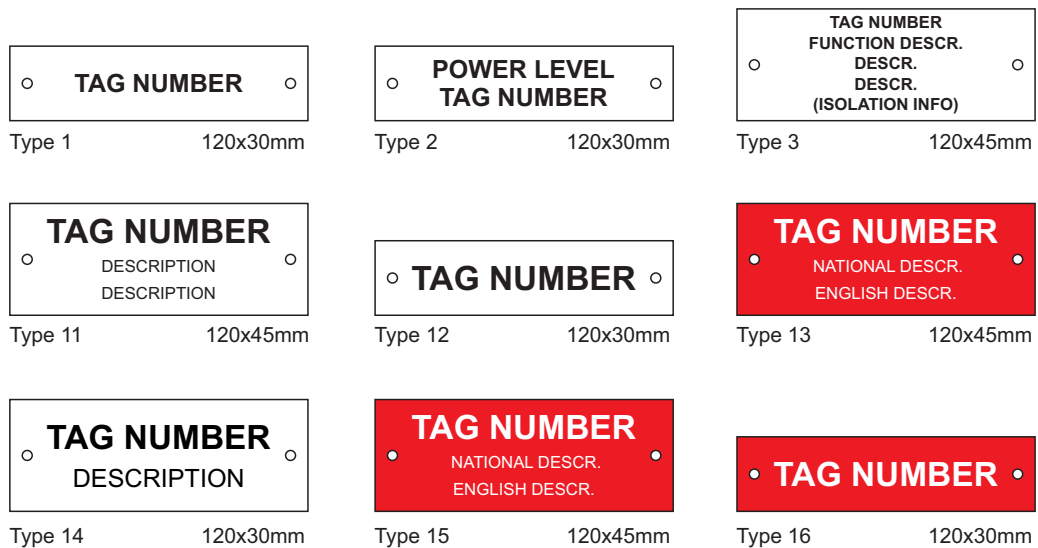 TAG NUMBER
Type 1 120x30mm
POWER LEVEL
TAG NUMBER
Type 2 120x30mm
TAG NUMBER
FUNCTION DESCR.
DESCR.
DESCR.
(ISOLATION INFO)
Type 3 120x45mm
TAG NUMBER
DESCRIPTION
DESCRIPTION
Type 11 120x45mm
TAG NUMBER
Type 12 120x30mm
TAG NUMBER
NATIONAL DESCR.
ENGLISH DESCR.
Type 13 120x45mm
TAG NUMBER
DESCRIPTION
Type 14 120x30mm
TAG NUMBER
NATIONAL DESCR.
ENGLISH DESCR.
Type 15 120x45mm
TAG NUMBER
Type 16 120x30mm